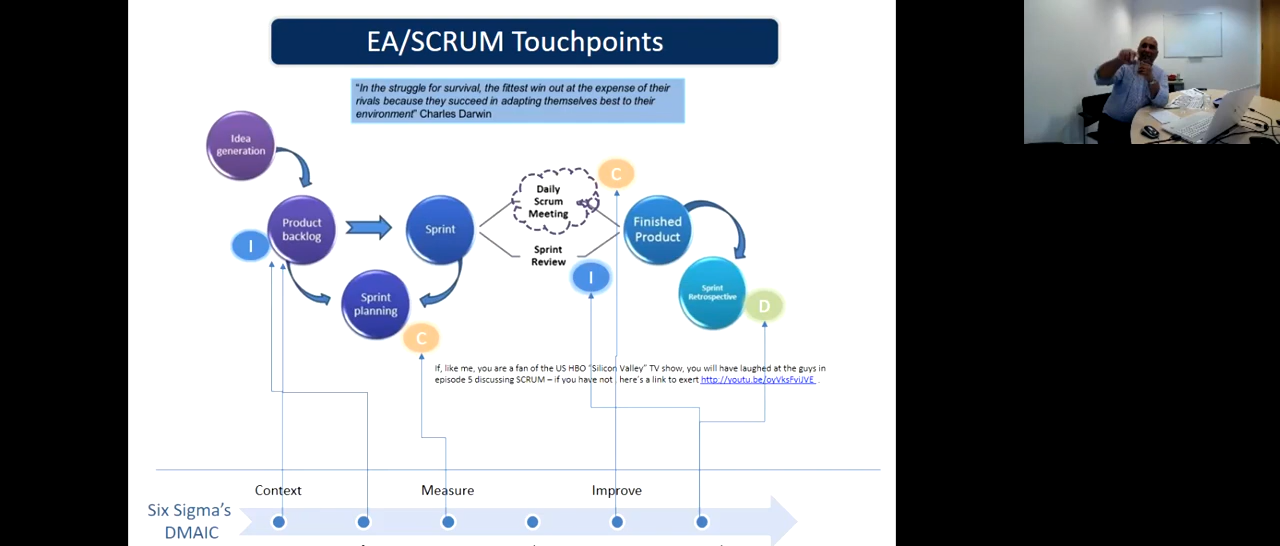 EA/SCRUM Touchpoints
“In the struggle for survival, the fittest win out at the expense of their
rivals because they succeed in adapting themselves best to their
environment” Charles Darwin
Idea
generation
Product
backlog
I
Sprint
Sprint
planning
C
Daily
Scrum
Meeting
C
Sprint
Review
I
Finished
Product
Sprint
Retrospective
D
If, like me, you are a fan of the US HBO “Silicon Valley” TV show, you will have laughed at the guys in
episode 5 discussing SCRUM – if you have not , here’s a link to exert http://youtu.be/oyVksFviJVE .
Context
Measure
Improve
Six Sigma’s
DMAIC